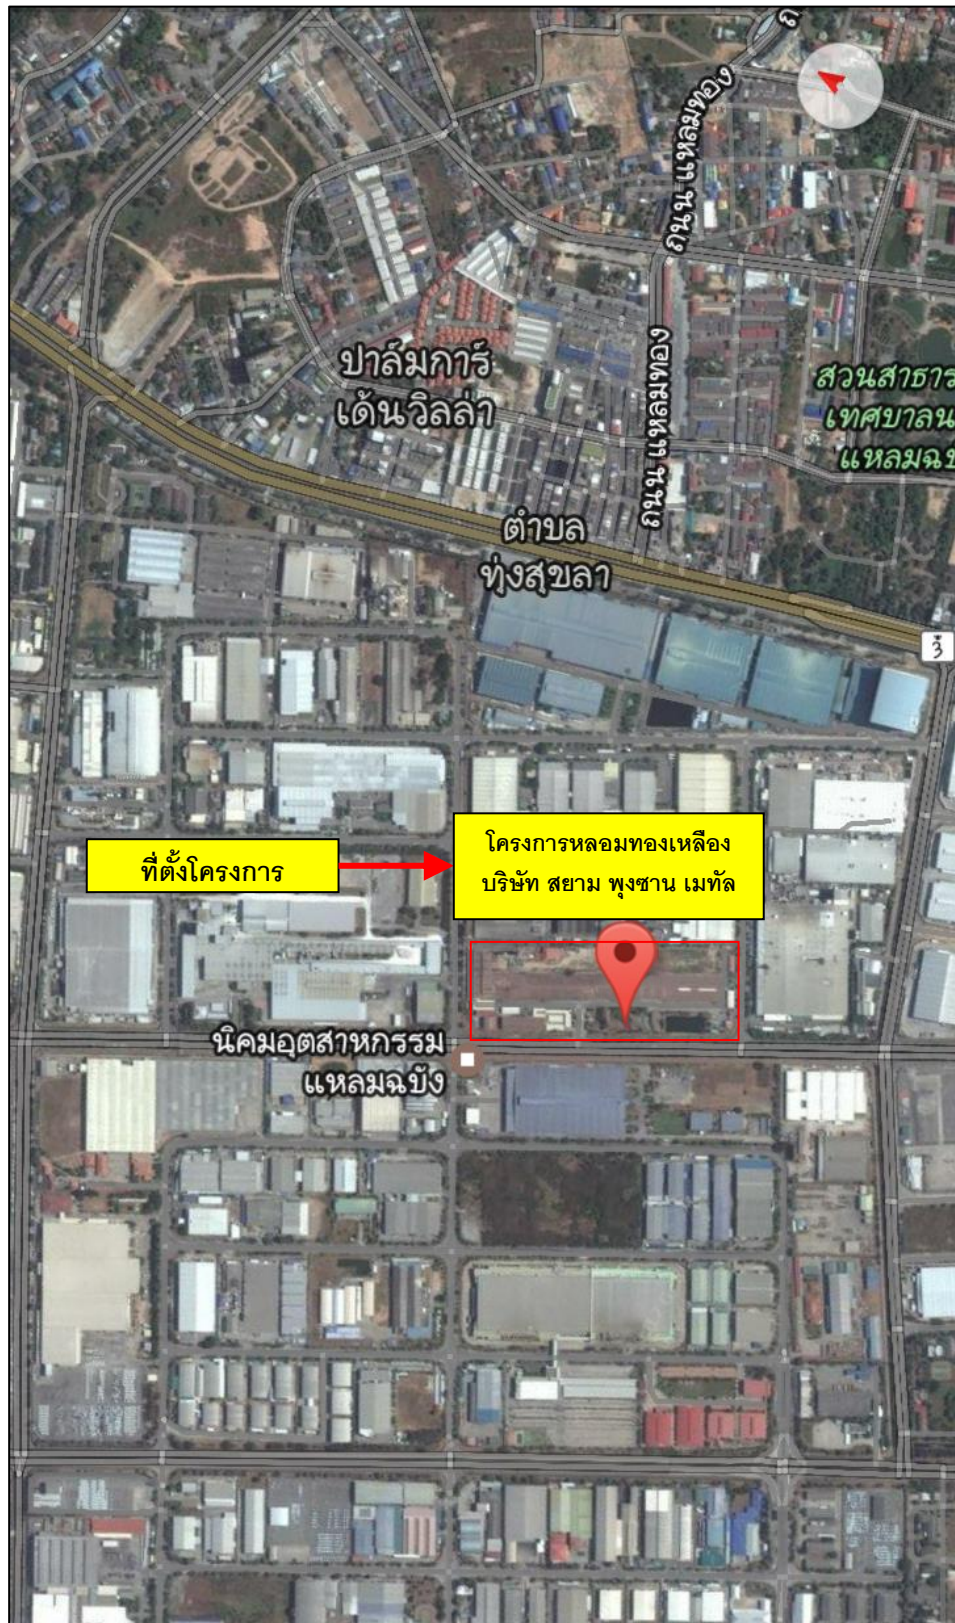 ถนน แหลมทอง
ปาล์มการ์
เด้นวิลล่า
ถนน แหลมทอง
สวนสาธาร
เทศบาลน
แหลมฉบ
ตำบล
ทุ่งสุขลา
3
ที่ตั้งโครงการ
โครงการหลอมทองเหลือง
บริษัท สยาม พุงซาน เมทัล
นิคมอุตสาหกรรม
แหลมฉบัง